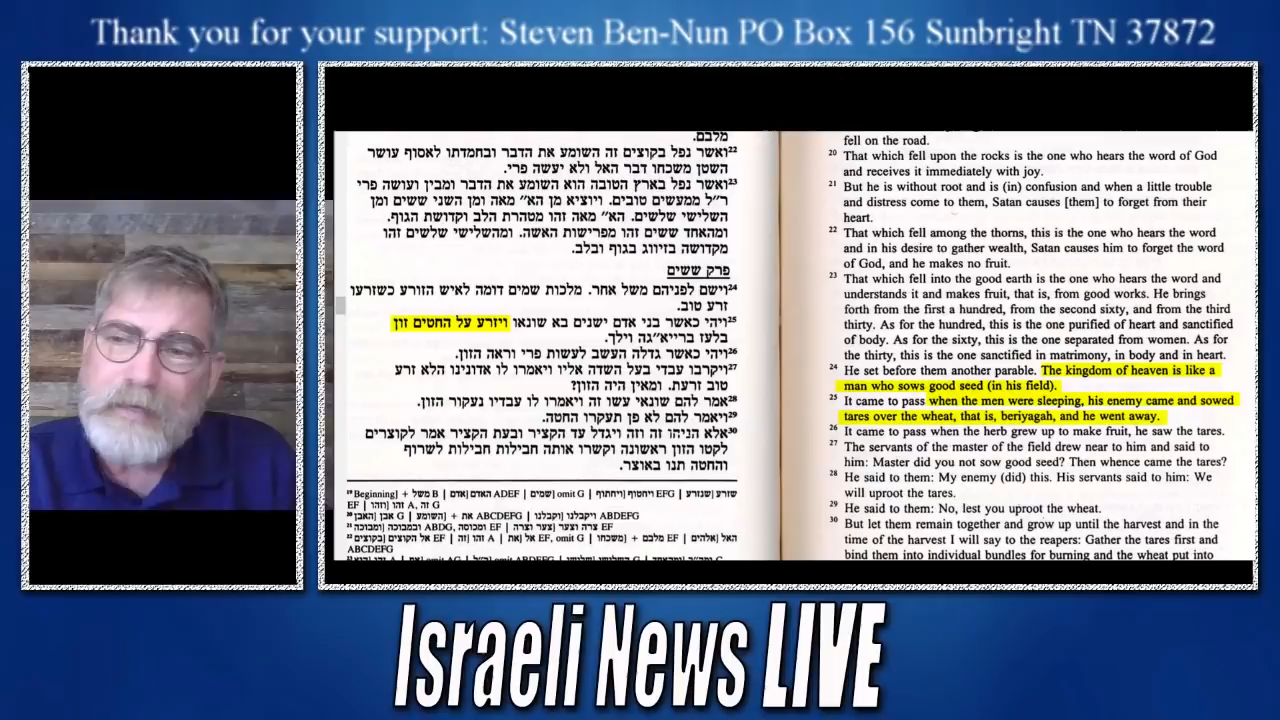 Thank you for your support: Steven Ben-Nun PO Box 156 Sunbright TN 37872
מלבם.
²²ואשר נפל בקוצים זה השומע את הדבר ובחמדתו לאסוף עושר
השטן משכחו דבר האל ולא יעשה פרי.
²³ואשר נפל בארץ הטובה הוא השומע את הדבר ומבין ועושה פרי
ר״ל ממעשים טובים. ויוציא מן הא״ מאה ומן השני ששים ומן
השלישי שלשים. הא״ מאה זהו מטהרת הלב וקדושת הגוף.
ומהאחד ששים זהו מפרישות האשה. ומהשלישי שלשים זהו
מקדושה בזיווג בגוף ובלב.
פרק ששים
²⁴וישם לפניהם משל אחר. מלכות שמים דומה לאיש הזורע כשזרעו
זרע טוב.
²⁵ויהי כאשר בני אדם ישנים בא שונאו ויזרע על החטים זון
בלעז ברייא״גה וילך.
²⁶ויהי כאשר גדלה העשב לעשות פרי וראה הזון.
²⁷ויקרבו עבדי בעל השדה אליו ויאמרו לו אדונינו הלא זרע
טוב זרעת. ומאין היה הזון?
²⁸אמר להם שונאי עשו זה ויאמרו לו עבדיו נעקור הזון.
²⁹ויאמר להם לא פן תעקרו החטה.
³⁰אלא הניהו זה וזה ויגדל עד הקציר ובעת הקציר אמר לקוצרים
לקטו הזון ראשונה וקשרו אותה חבילות חבילות לשרוף
והחטה תנו באוצר.
fell on the road.
20 That which fell upon the rocks is the one who hears the word of God
and receives it immediately with joy.
21 But he is without root and is (in) confusion and when a little trouble
and distress come to them, Satan causes [them] to forget from their
heart.
22 That which fell among the thorns, this is the one who hears the word
and in his desire to gather wealth, Satan causes him to forget the word
of God, and he makes no fruit.
23 That which fell into the good earth is the one who hears the word and
understands it and makes fruit, that is, from good works. He brings
forth from the first a hundred, from the second sixty, and from the third
thirty. As for the hundred, this is the one purified of heart and sanctified
of body. As for the sixty, this is the one separated from women. As for
the thirty, this is the one sanctified in matrimony, in body and in heart.
24 He set before them another parable. The kingdom of heaven is like a
man who sows good seed (in his field).
25 It came to pass when the men were sleeping, his enemy came and sowed
tares over the wheat, that is, beriyagah, and he went away.
26 It came to pass when the herb grew up to make fruit, he saw the tares.
27 The servants of the master of the field drew near to him and said to
him: Master did you not sow good seed? Then whence came the tares?
28 He said to them: My enemy (did) this. His servants said to him: We
will uproot the tares.
29 He said to them: No, lest you uproot the wheat.
30 But let them remain together and grow up until the harvest and in the
time of the harvest I will say to the reapers: Gather the tares first and
bind them into individual bundles for burning and the wheat put into
Israeli News LIVE